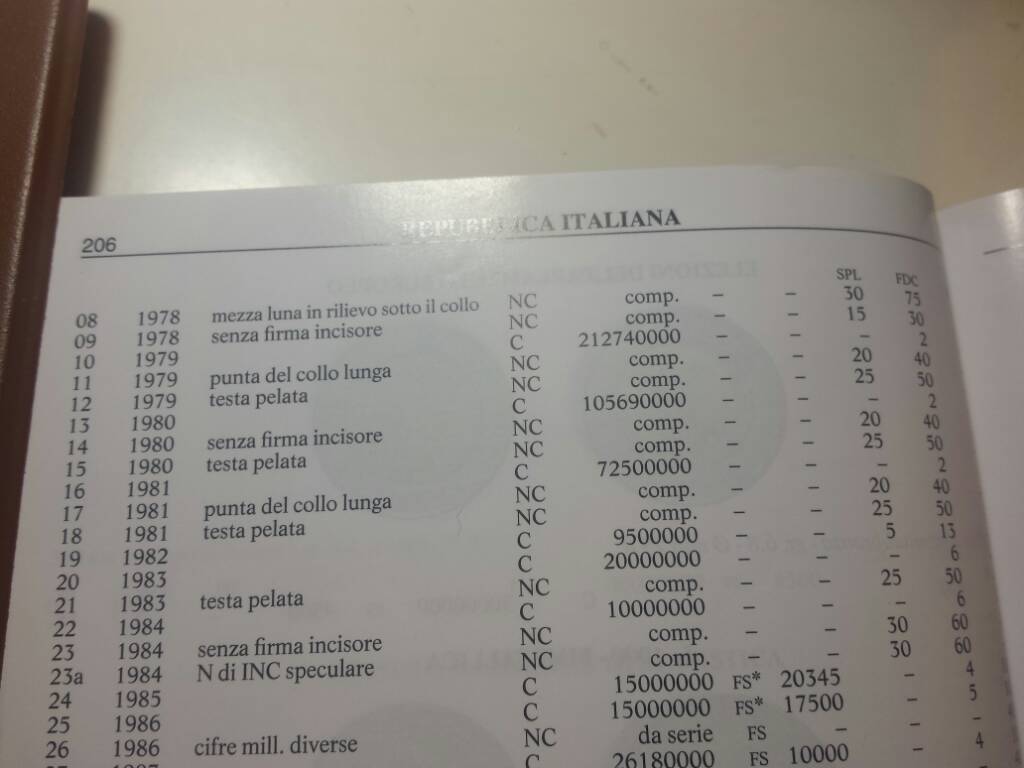 206 REPUBBLICA ITALIANA
SPL FDC
08 1978 mezza luna in rilievo sotto il collo NC comp. – – 30 75
09 1978 senza firma incisore NC comp. – – 15 30
10 1979 C 212740000 – – – 2
11 1979 punta del collo lunga NC comp. – – 20 40
12 1979 testa pelata NC comp. – – 25 50
13 1980 C 105690000 – – – 2
14 1980 senza firma incisore NC comp. – – 20 40
15 1980 testa pelata NC comp. – – 25 50
16 1981 C 72500000 – – – 2
17 1981 punta del collo lunga NC comp. – – 20 40
18 1981 testa pelata NC comp. – – 25 50
19 1982 C 9500000 – – 5 13
20 1983 C 20000000 – – – 6
21 1983 testa pelata NC comp. – – 25 50
22 1984 C 10000000 – – – 6
23 1984 senza firma incisore NC comp. – – 30 60
23a 1984 N di INC speculare NC comp. – 30 60
24 1985 C 15000000 FS* 20345 – 4
25 1986 C 15000000 FS* 17500 – 5
26 1986 cifre mill. diverse NC da serie FS – – –
C 26180000 FS 10000 – 4